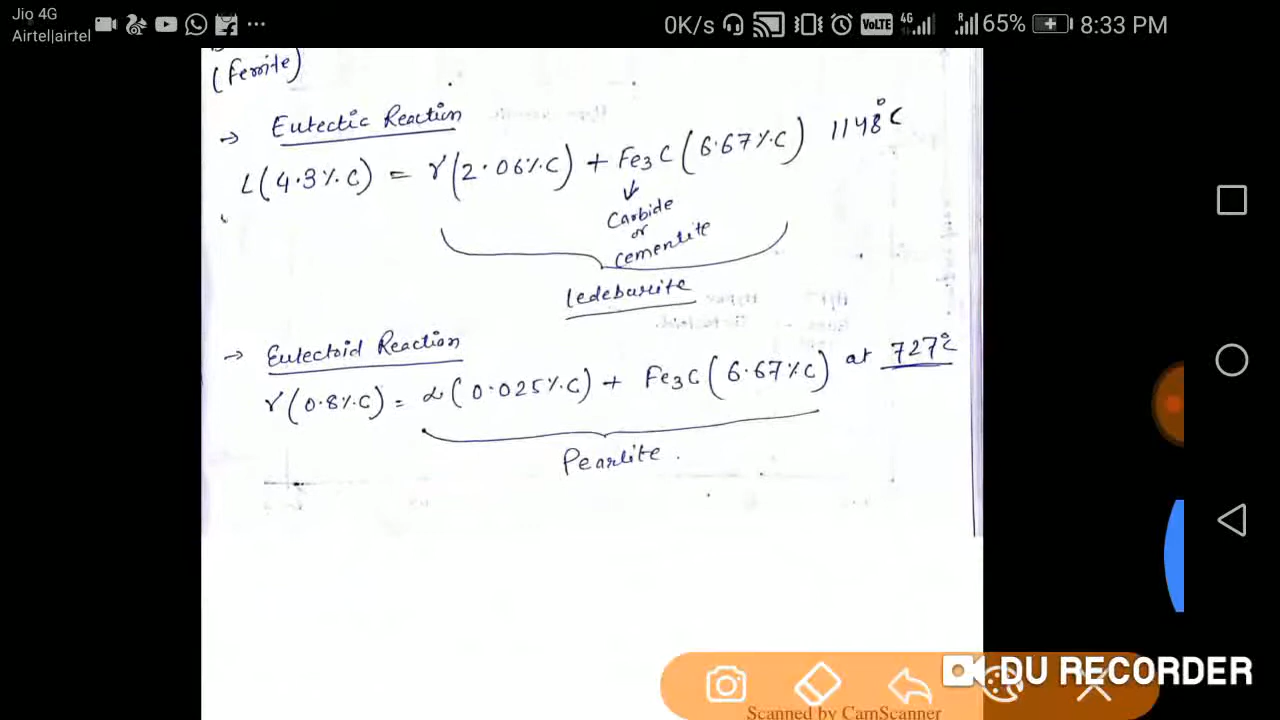 Jio 4G
Airtel|airtel
0K/s 4G VoLTE R 65% 8:33 PM
(Ferrite)
→ Eutectic Reaction
L(4.3%.C) = γ(2.06%.C) + Fe₃C(6.67%.C) 1148°C
↓
Carbide
or
cementite
ledeburite
→ Eutectoid Reaction
γ(0.8%.C) = α(0.025%.C) + Fe₃C(6.67%C) at 727°C
Pearlite.
DU RECORDER
Scanned by CamScanner